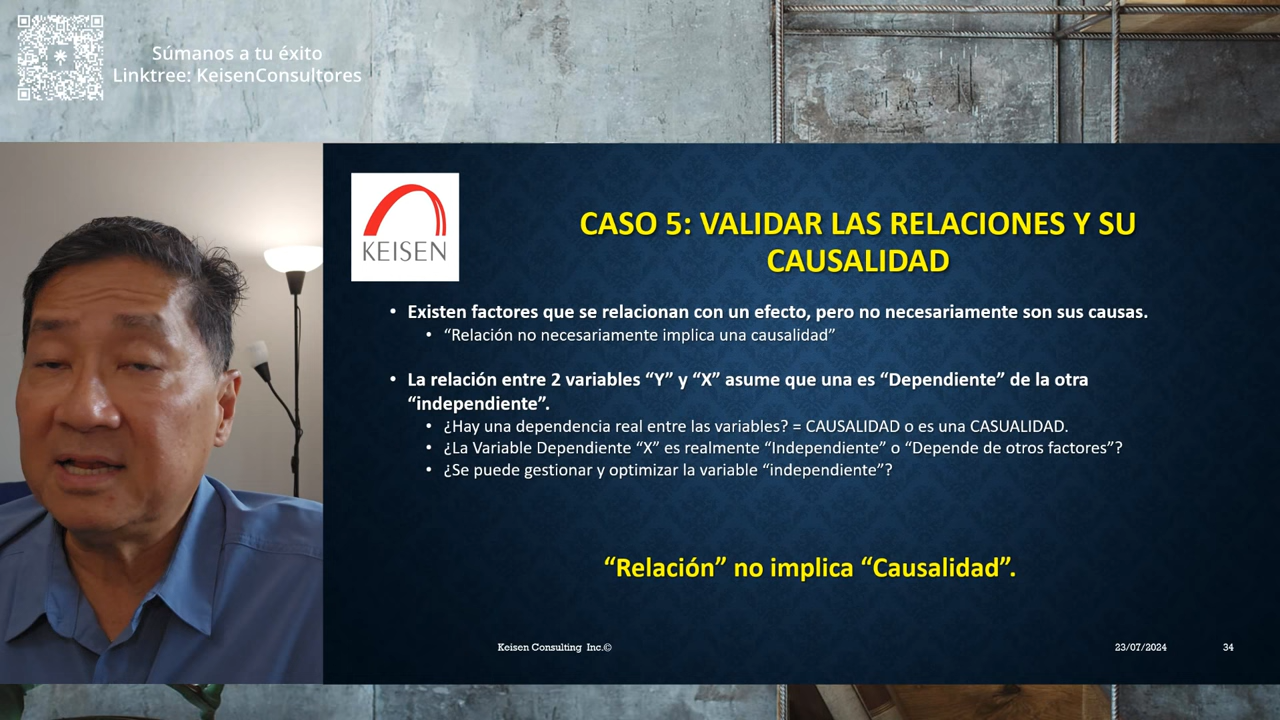 Súmanos a tu éxito
Linktree: KeisenConsultores
KEISEN
CASO 5: VALIDAR LAS RELACIONES Y SU
CAUSALIDAD
• Existen factores que se relacionan con un efecto, pero no necesariamente son sus causas.
• “Relación no necesariamente implica una causalidad”
• La relación entre 2 variables “Y” y “X” asume que una es “Dependiente” de la otra
“independiente”.
• ¿Hay una dependencia real entre las variables? = CAUSALIDAD o es una CASUALIDAD.
• ¿La Variable Dependiente “X” es realmente “Independiente” o “Depende de otros factores”?
• ¿Se puede gestionar y optimizar la variable “independiente”?
“Relación” no implica “Causalidad”.
Keisen Consulting Inc.©
23/07/2024
34